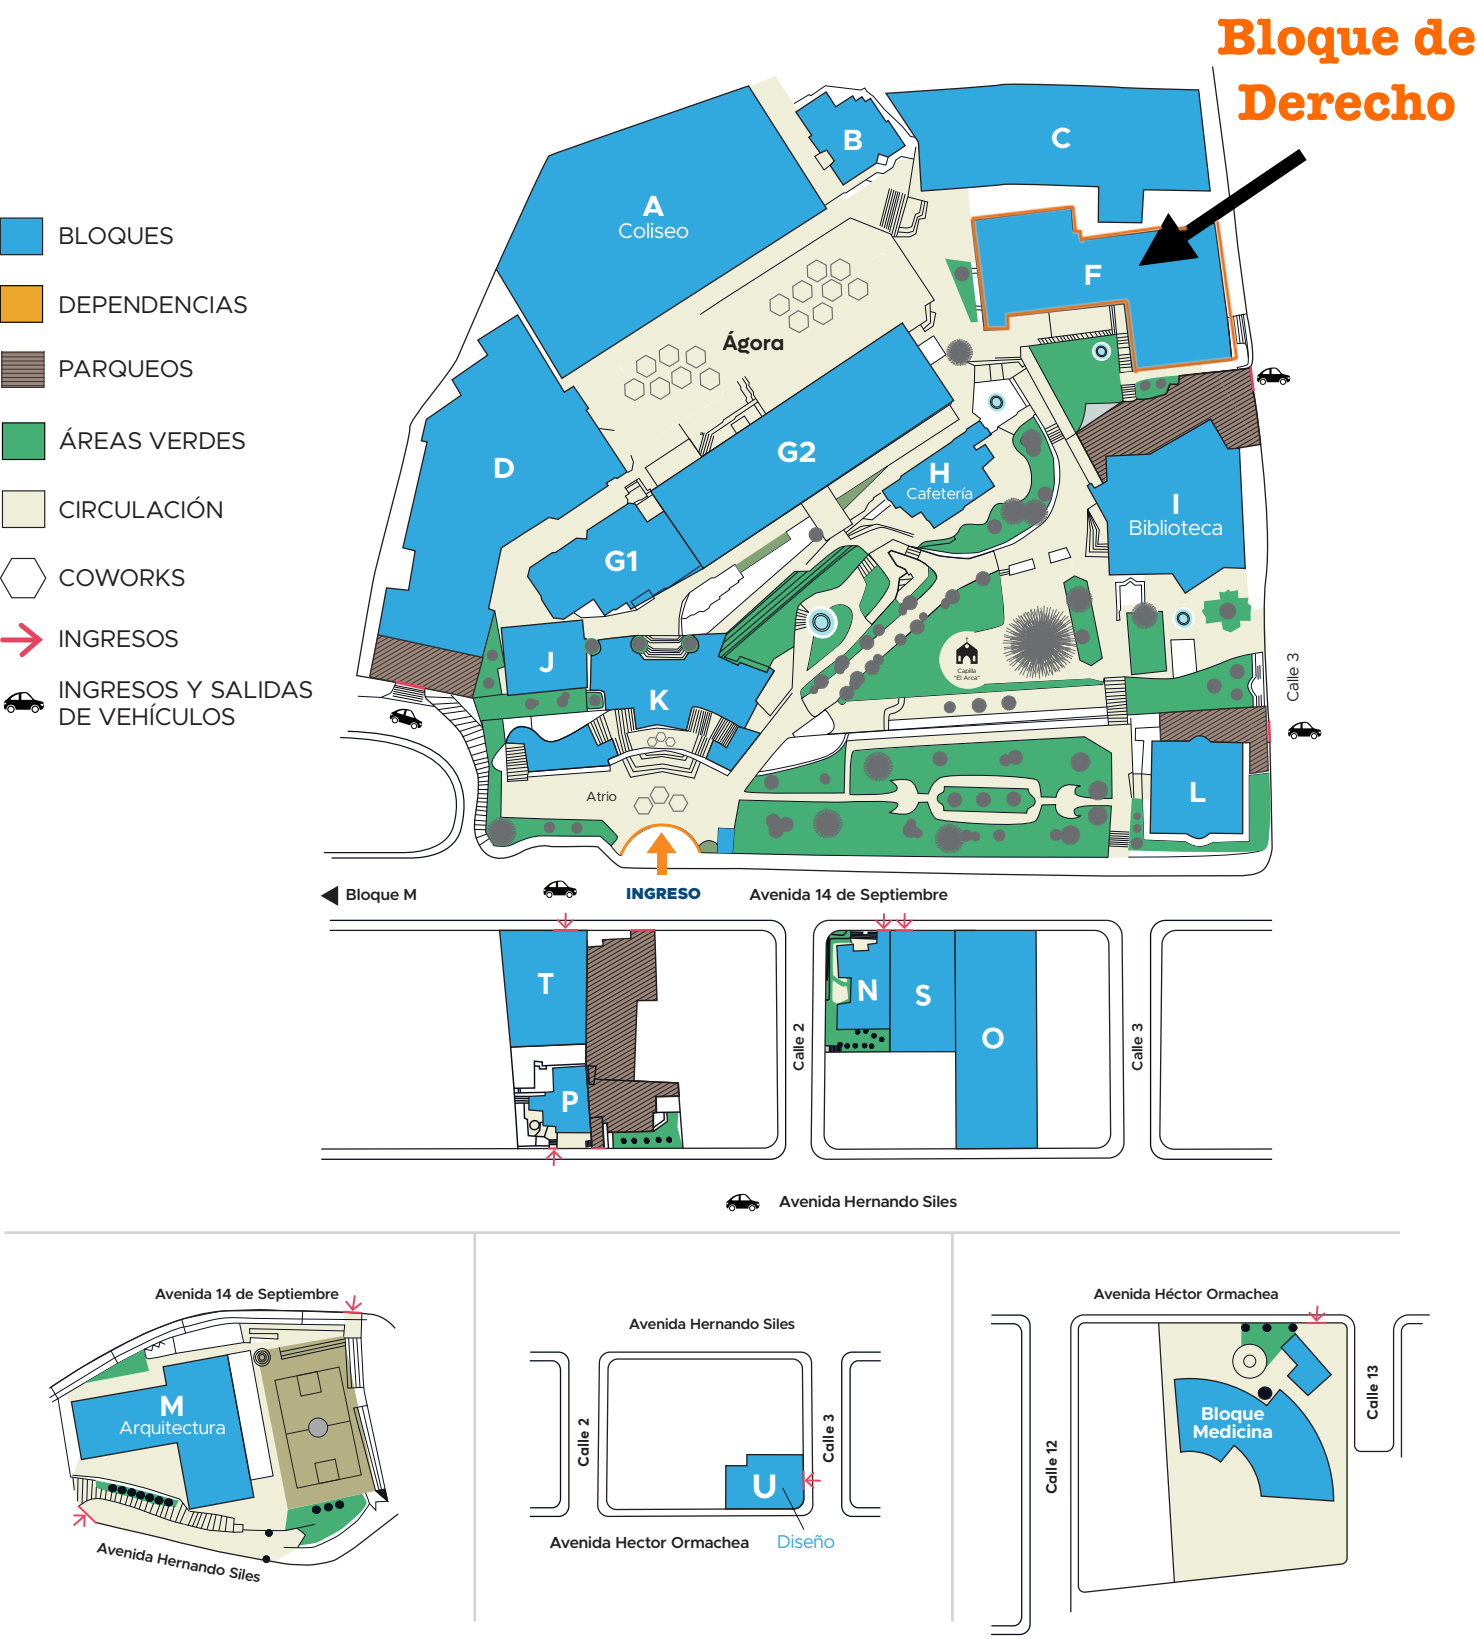 Bloque de
Derecho
B
C
A
Coliseo
F
BLOQUES
DEPENDENCIAS
PARQUEOS
ÁREAS VERDES
CIRCULACIÓN
COWORKS
INGRESOS
INGRESOS Y SALIDAS
DE VEHÍCULOS
Ágora
D
G2
H
Cafetería
I
Biblioteca
G1
J
K
Capilla
"El Arca"
Calle 3
L
Atrio
Bloque M
INGRESO
Avenida 14 de Septiembre
T
P
Calle 2
N
S
O
Calle 3
Avenida Hernando Siles
Avenida 14 de Septiembre
M
Arquitectura
Avenida Hernando Siles
Avenida Hernando Siles
Calle 2
Calle 3
U
Avenida Hector Ormachea
Diseño
Avenida Héctor Ormachea
Calle 12
Calle 13
Bloque
Medicina